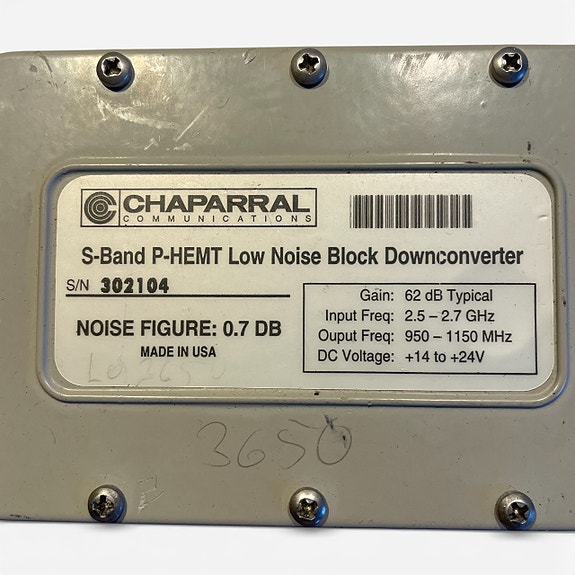 CHAPARRAL
COMMUNICATIONS
S-Band P-HEMT Low Noise Block Downconverter
S/N 302104
NOISE FIGURE: 0.7 DB
MADE IN USA
Gain: 62 dB Typical
Input Freq: 2.5 – 2.7 GHz
Ouput Freq: 950 – 1150 MHz
DC Voltage: +14 to +24V
LO 3650
3650